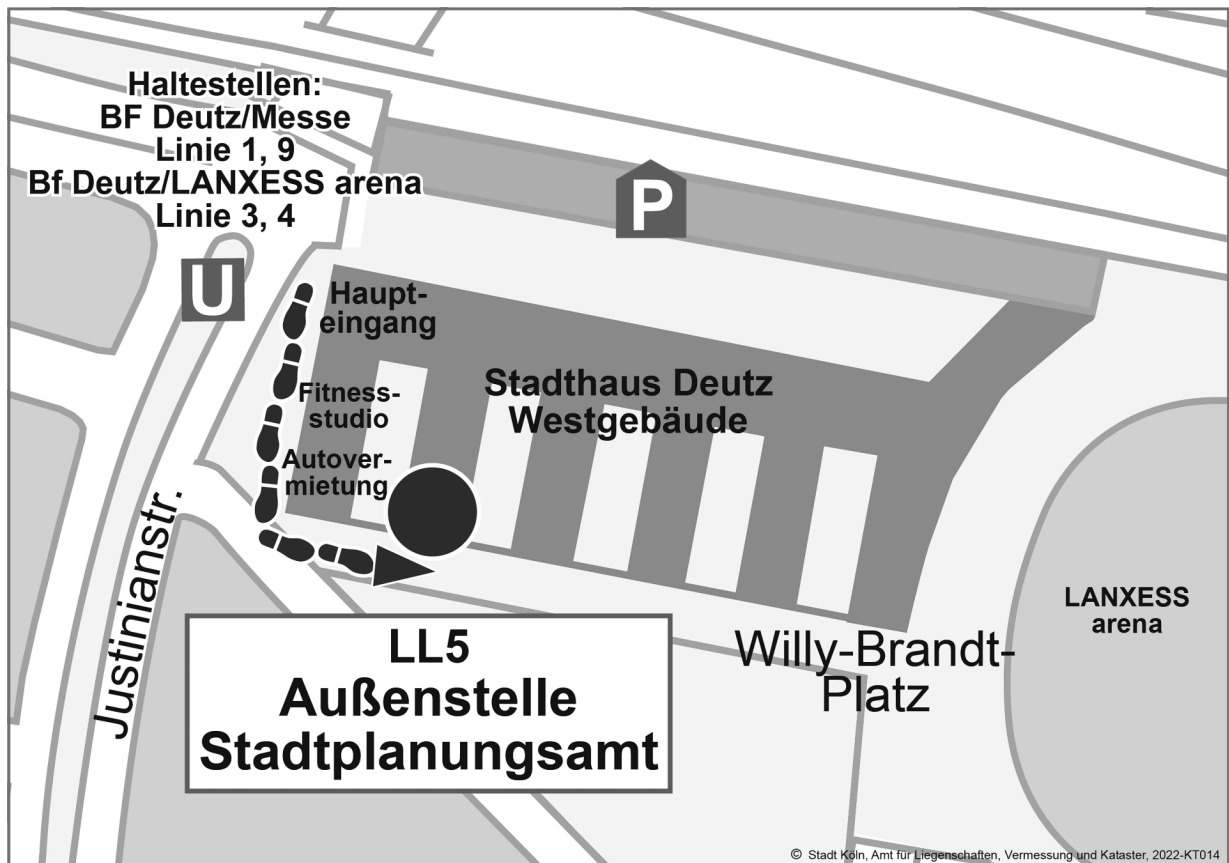 Haltestellen:
BF Deutz/Messe
Linie 1, 9
Bf Deutz/LANXESS arena
Linie 3, 4
P
U
Haupt-
eingang
Stadthaus Deutz
Westgebäude
Fitness-
studio
Autover-
mietung
Justinianstr.
LANXESS
arena
Willy-Brandt-
Platz
LL5
Außenstelle
Stadtplanungsamt
© Stadt Köln, Amt für Liegenschaften, Vermessung und Kataster, 2022-KT014